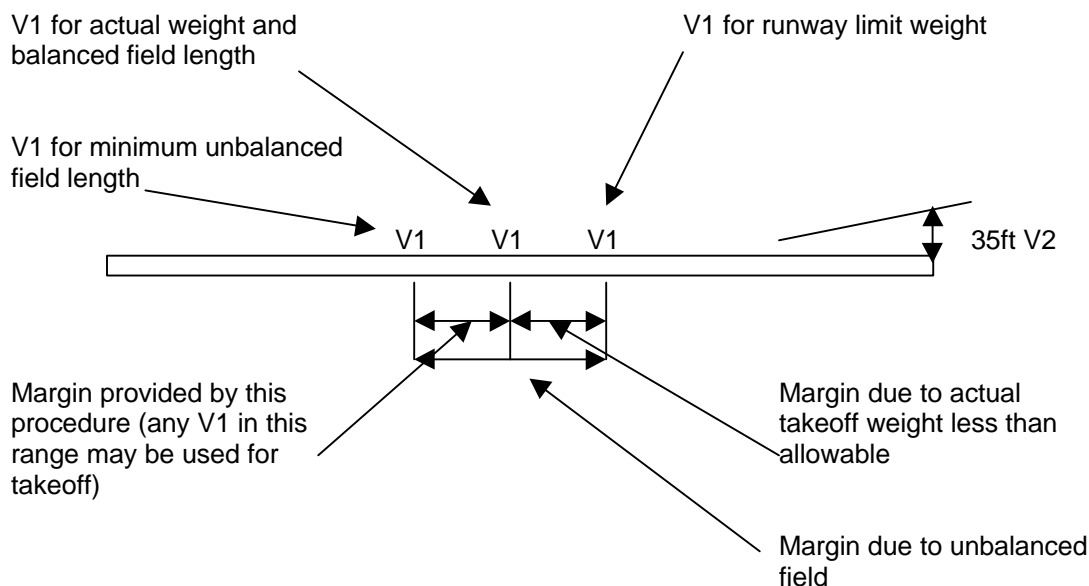 V1 for actual weight and
balanced field length
V1 for runway limit weight
V1 for minimum unbalanced
field length
V1
V1
V1
35ft V2
Margin provided by this
procedure (any V1 in this
range may be used for
takeoff)
Margin due to actual
takeoff weight less than
allowable
Margin due to unbalanced
field